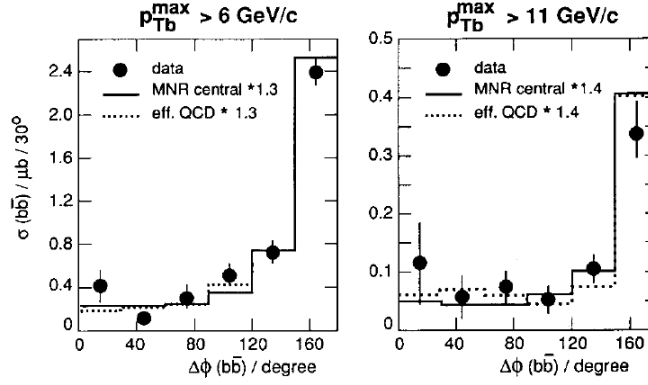 p_Tb^max > 6 GeV/c
2.4
2.0
1.6
1.2
0.8
0.4
0
σ (bb̄) / μb / 30°
data
MNR central *1.3
eff. QCD * 1.3
0 40 80 120 160
Δϕ (bb̄) / degree
p_Tb^max > 11 GeV/c
0.5
0.4
0.3
0.2
0.1
0
data
MNR central *1.4
eff. QCD * 1.4
0 40 80 120 160
Δϕ (bb̄) / degree